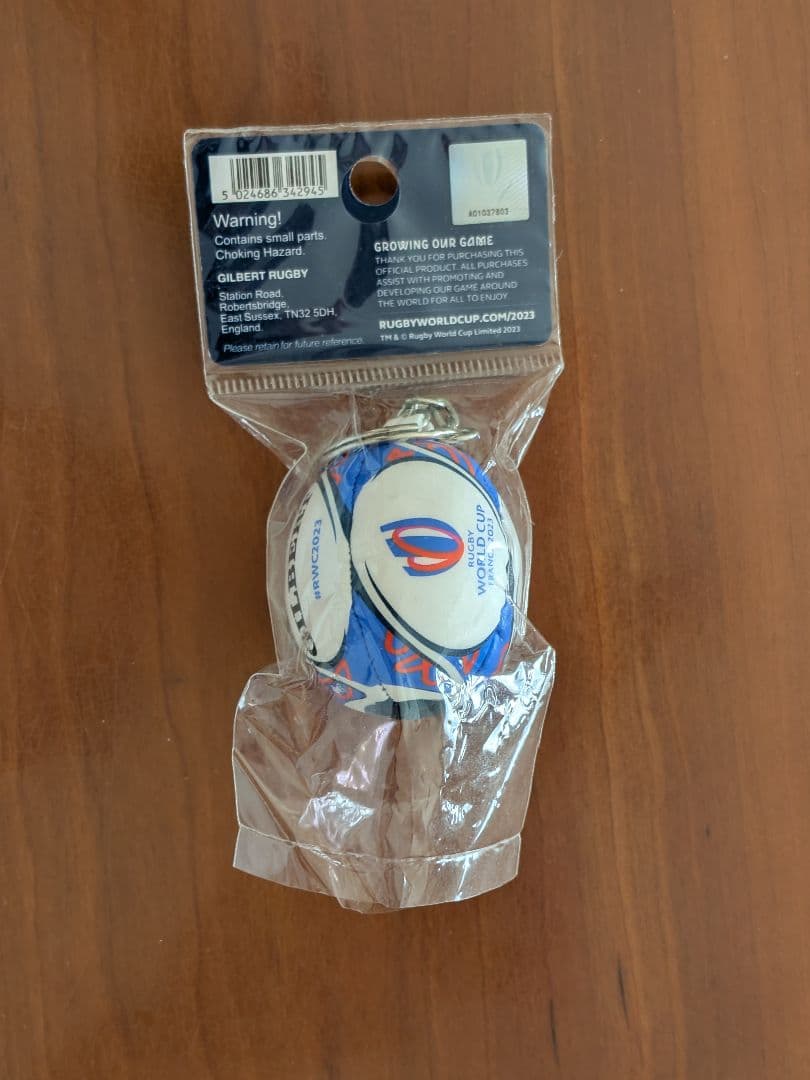 5 024686 342945
Warning!
Contains small parts.
Choking Hazard.
GILBERT RUGBY
Station Road,
Robertsbridge,
East Sussex, TN32 5DH,
England.
Please retain for future reference.
A01037803
GROWING OUR GAME
THANK YOU FOR PURCHASING THIS
OFFICIAL PRODUCT. ALL PURCHASES
ASSIST WITH PROMOTING AND
DEVELOPING OUR GAME AROUND
THE WORLD FOR ALL TO ENJOY
RUGBYWORLDCUP.COM/2023
TM & © Rugby World Cup Limited 2023
#RWC2023
RUGBY
WORLD CUP
2023